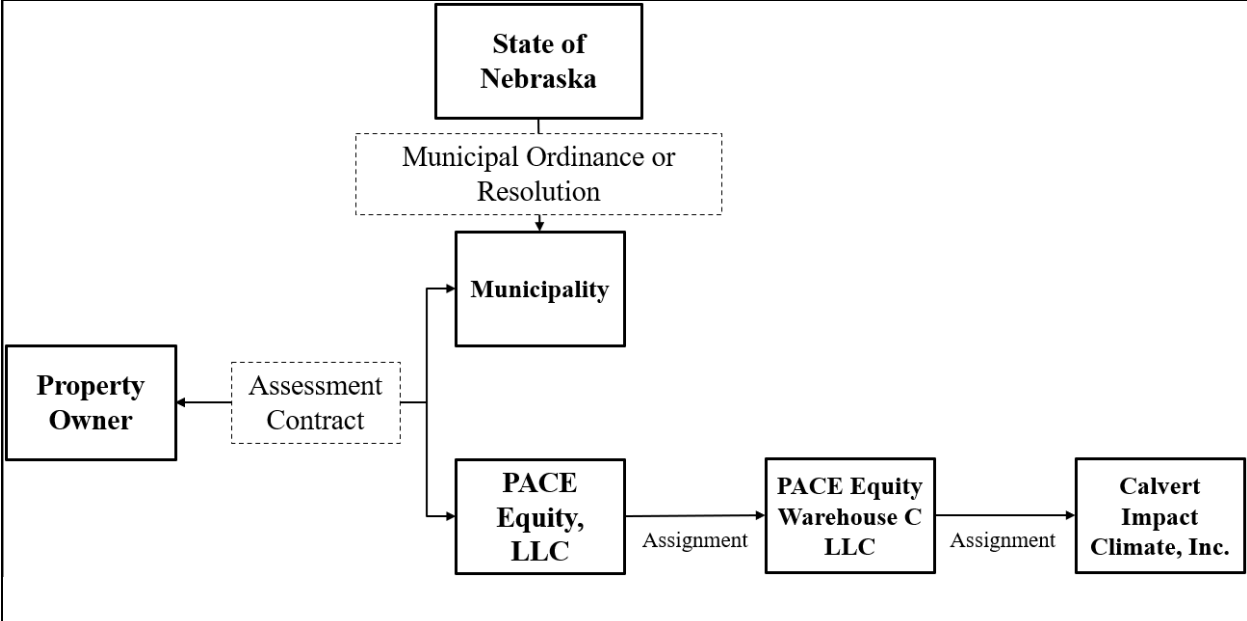 State of
Nebraska
Municipal Ordinance or
Resolution
Municipality
Property
Owner
Assessment
Contract
PACE
Equity,
LLC
Assignment
PACE Equity
Warehouse C
LLC
Assignment
Calvert
Impact
Climate, Inc.